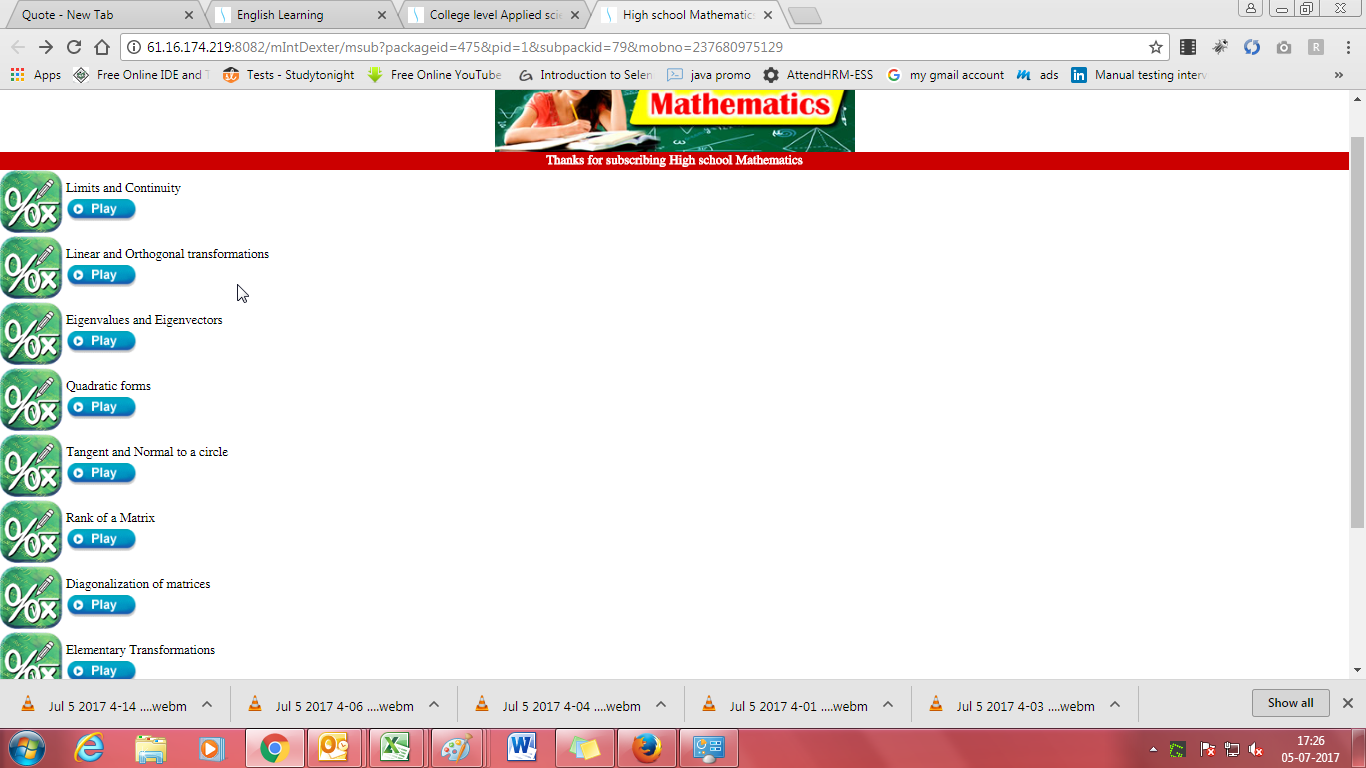 Quote - New Tab
English Learning
College level Applied scie
High school Mathematics
61.16.174.219:8082/mIntDexter/msub?packageid=475&pid=1&subpackid=79&mobno=237680975129
Apps
Free Online IDE and T
Tests - Studytonight
Free Online YouTube
Introduction to Selen
java promo
AttendHRM-ESS
my gmail account
ads
Manual testing interv
Mathematics
Thanks for subscribing High school Mathematics
Limits and Continuity
Play
Linear and Orthogonal transformations
Play
Eigenvalues and Eigenvectors
Play
Quadratic forms
Play
Tangent and Normal to a circle
Play
Rank of a Matrix
Play
Diagonalization of matrices
Play
Elementary Transformations
Play
Jul 5 2017 4-14 ....webm
Jul 5 2017 4-06 ....webm
Jul 5 2017 4-04 ....webm
Jul 5 2017 4-01 ....webm
Jul 5 2017 4-03 ....webm
Show all
17:26
05-07-2017